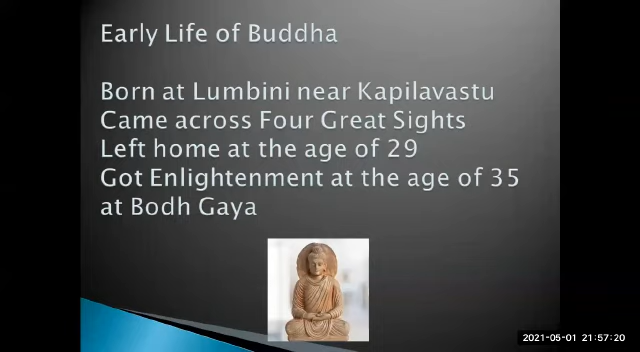 Early Life of Buddha
Born at Lumbini near Kapilavastu
Came across Four Great Sights
Left home at the age of 29
Got Enlightenment at the age of 35
at Bodh Gaya
2021-05-01 21:57:20